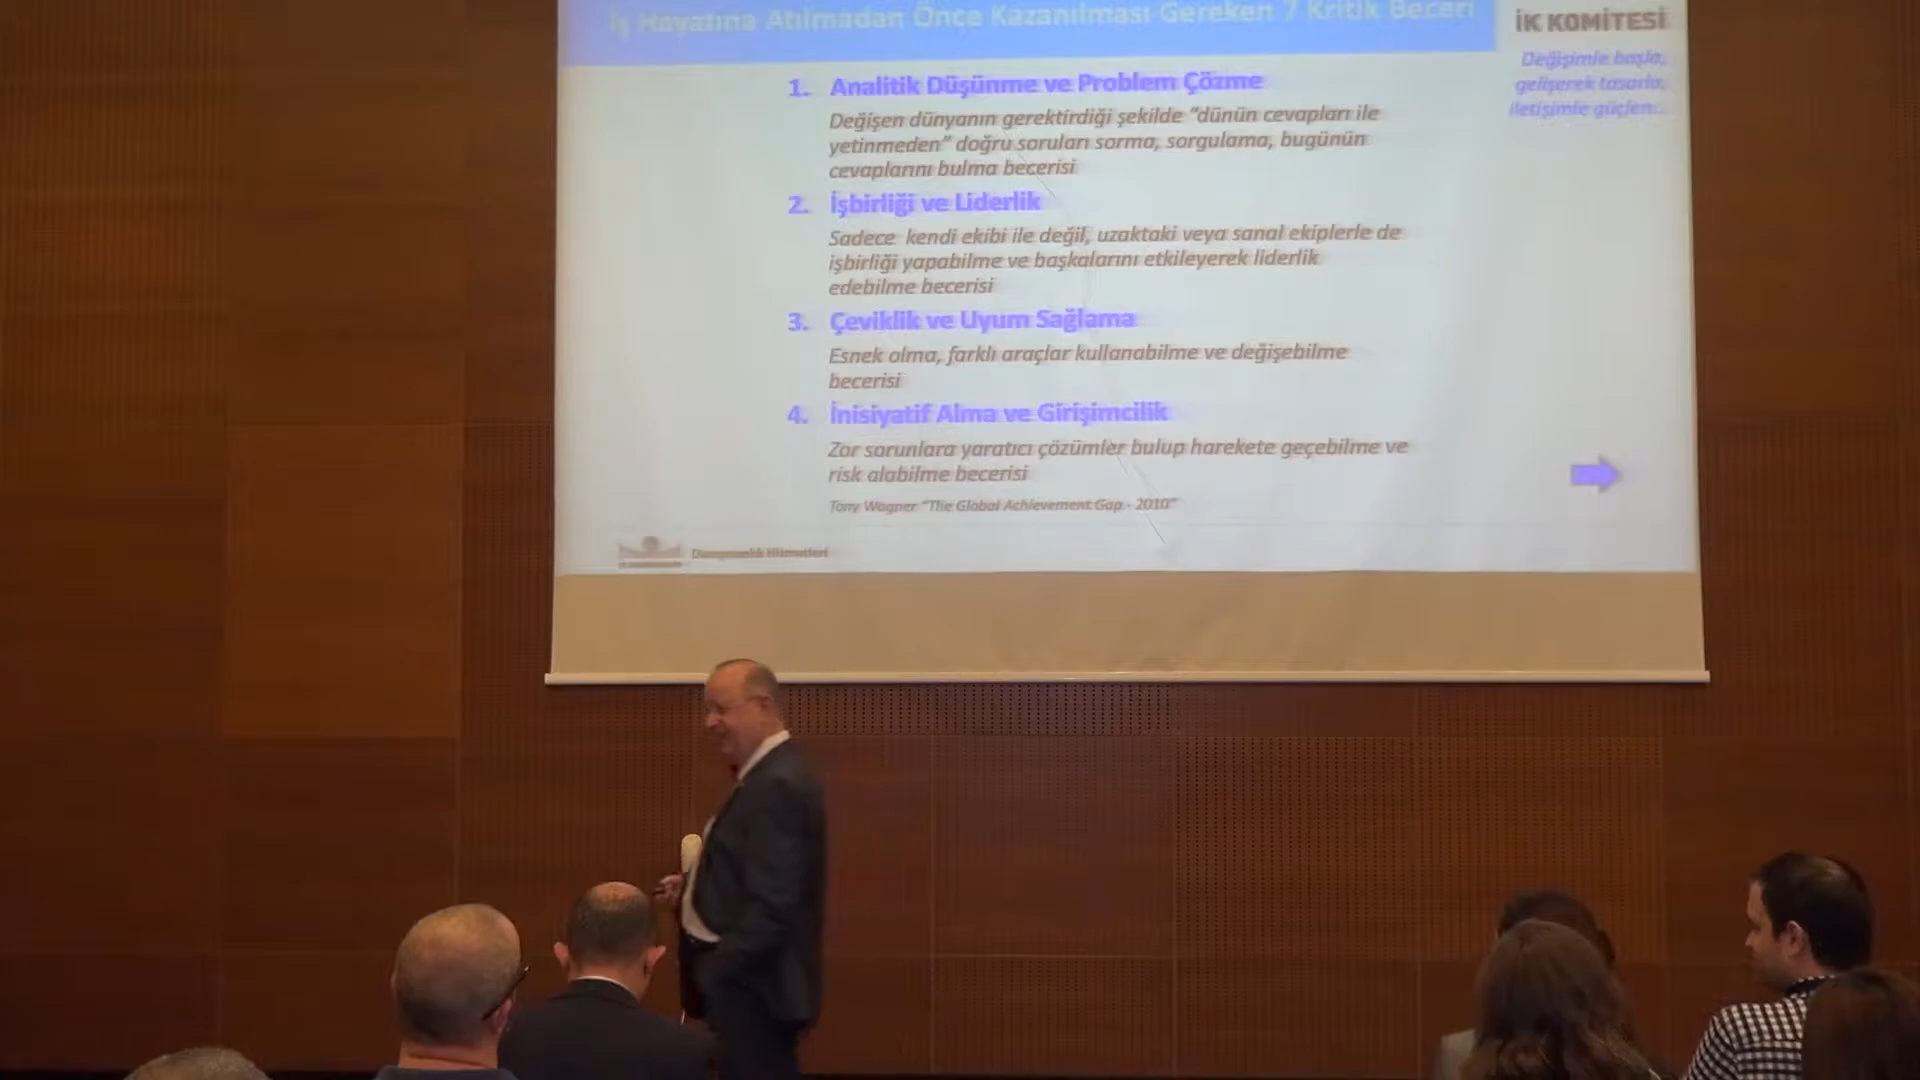 İş Hayatına Atılmadan Önce Kazanılması Gereken 7 Kritik Beceri
İK KOMİTESİ
Değişimle başla,
gelişerek tasarla,
iletişimle güçlen...
1. Analitik Düşünme ve Problem Çözme
Değişen dünyanın gerektirdiği şekilde "dünün cevapları ile
yetinmeden" doğru soruları sorma, sorgulama, bugünün
cevaplarını bulma becerisi
2. İşbirliği ve Liderlik
Sadece kendi ekibi ile değil, uzaktaki veya sanal ekiplerle de
işbirliği yapabilme ve başkalarını etkileyerek liderlik
edebilme becerisi
3. Çeviklik ve Uyum Sağlama
Esnek olma, farklı araçlar kullanabilme ve değişebilme
becerisi
4. İnisiyatif Alma ve Girişimcilik
Zor sorunlara yaratıcı çözümler bulup harekete geçebilme ve
risk alabilme becerisi
Tony Wagner "The Global Achievement Gap - 2010"
Danışmanlık Hizmetleri